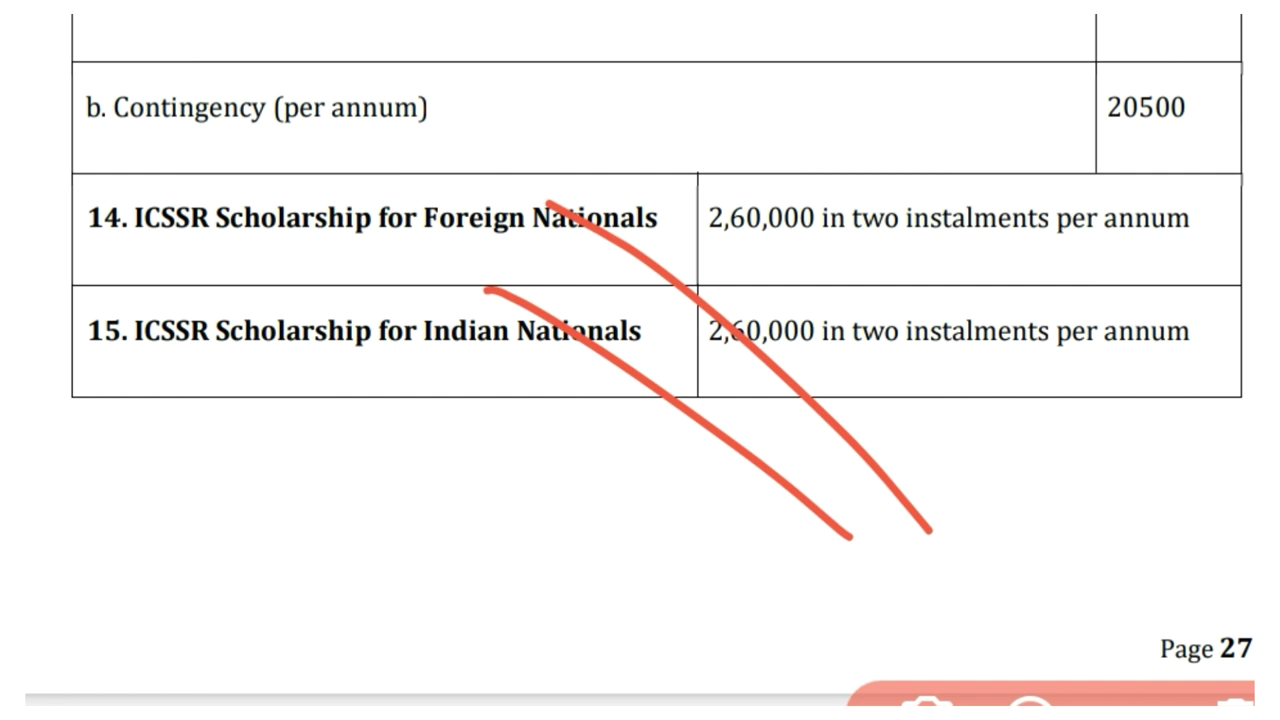 b. Contingency (per annum)
20500
14. ICSSR Scholarship for Foreign Nationals
2,60,000 in two instalments per annum
15. ICSSR Scholarship for Indian Nationals
2,60,000 in two instalments per annum
Page 27